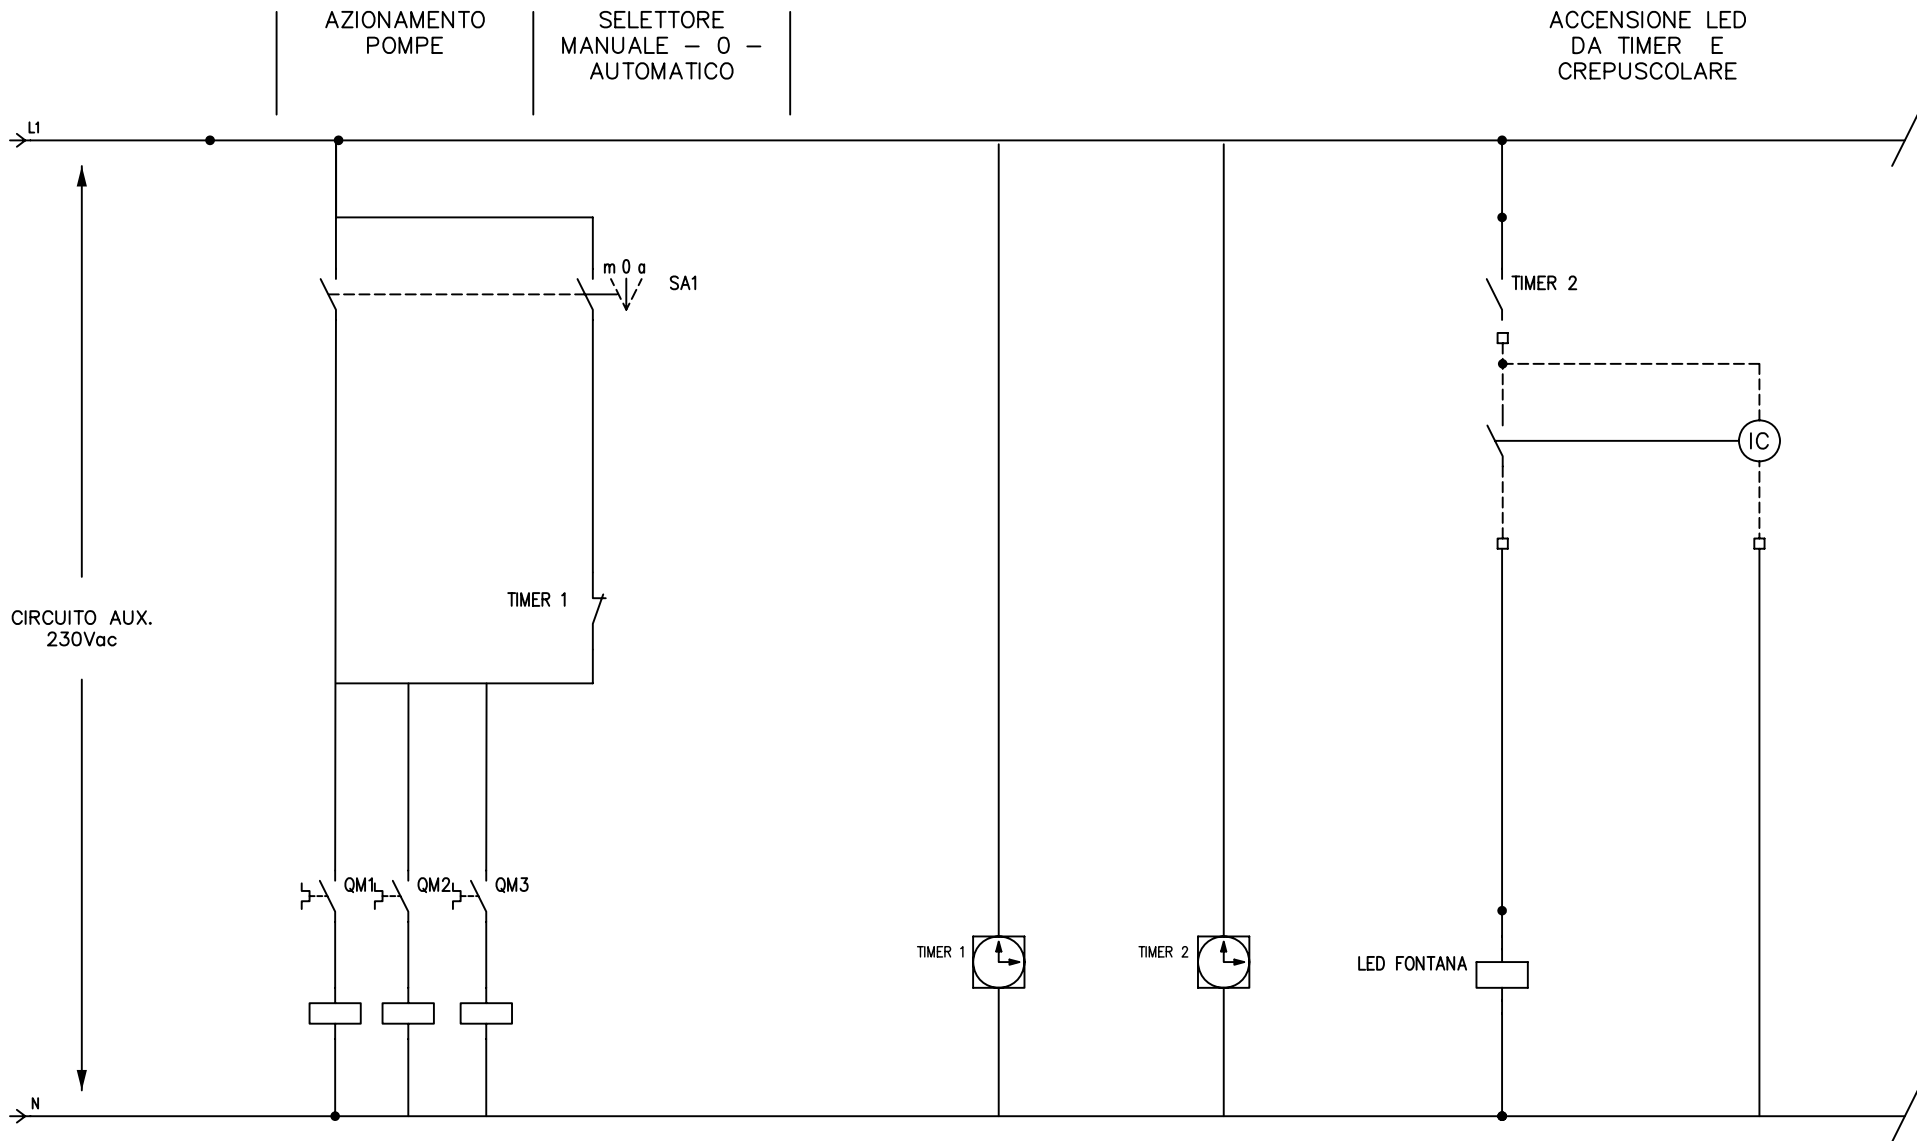 AZIONAMENTO
POMPE
SELETTORE
MANUALE - 0 -
AUTOMATICO
ACCENSIONE LED
DA TIMER E
CREPUSCOLARE
L1
m 0 a
SA1
TIMER 2
IC
TIMER 1
CIRCUITO AUX.
230Vac
QM1
QM2
QM3
TIMER 1
TIMER 2
LED FONTANA
N